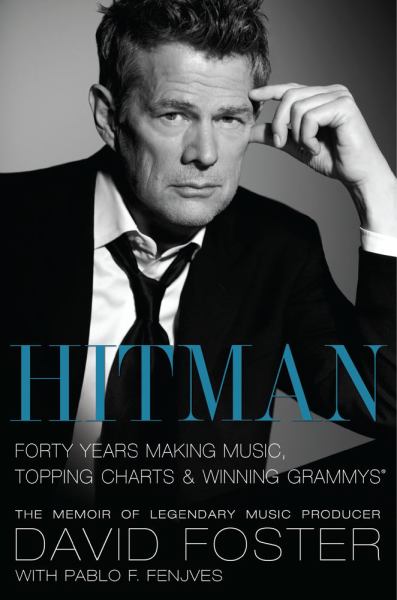 HITMAN
FORTY YEARS MAKING MUSIC,
TOPPING CHARTS & WINNING GRAMMYS®
THE MEMOIR OF LEGENDARY MUSIC PRODUCER
DAVID FOSTER
WITH PABLO F. FENJVES